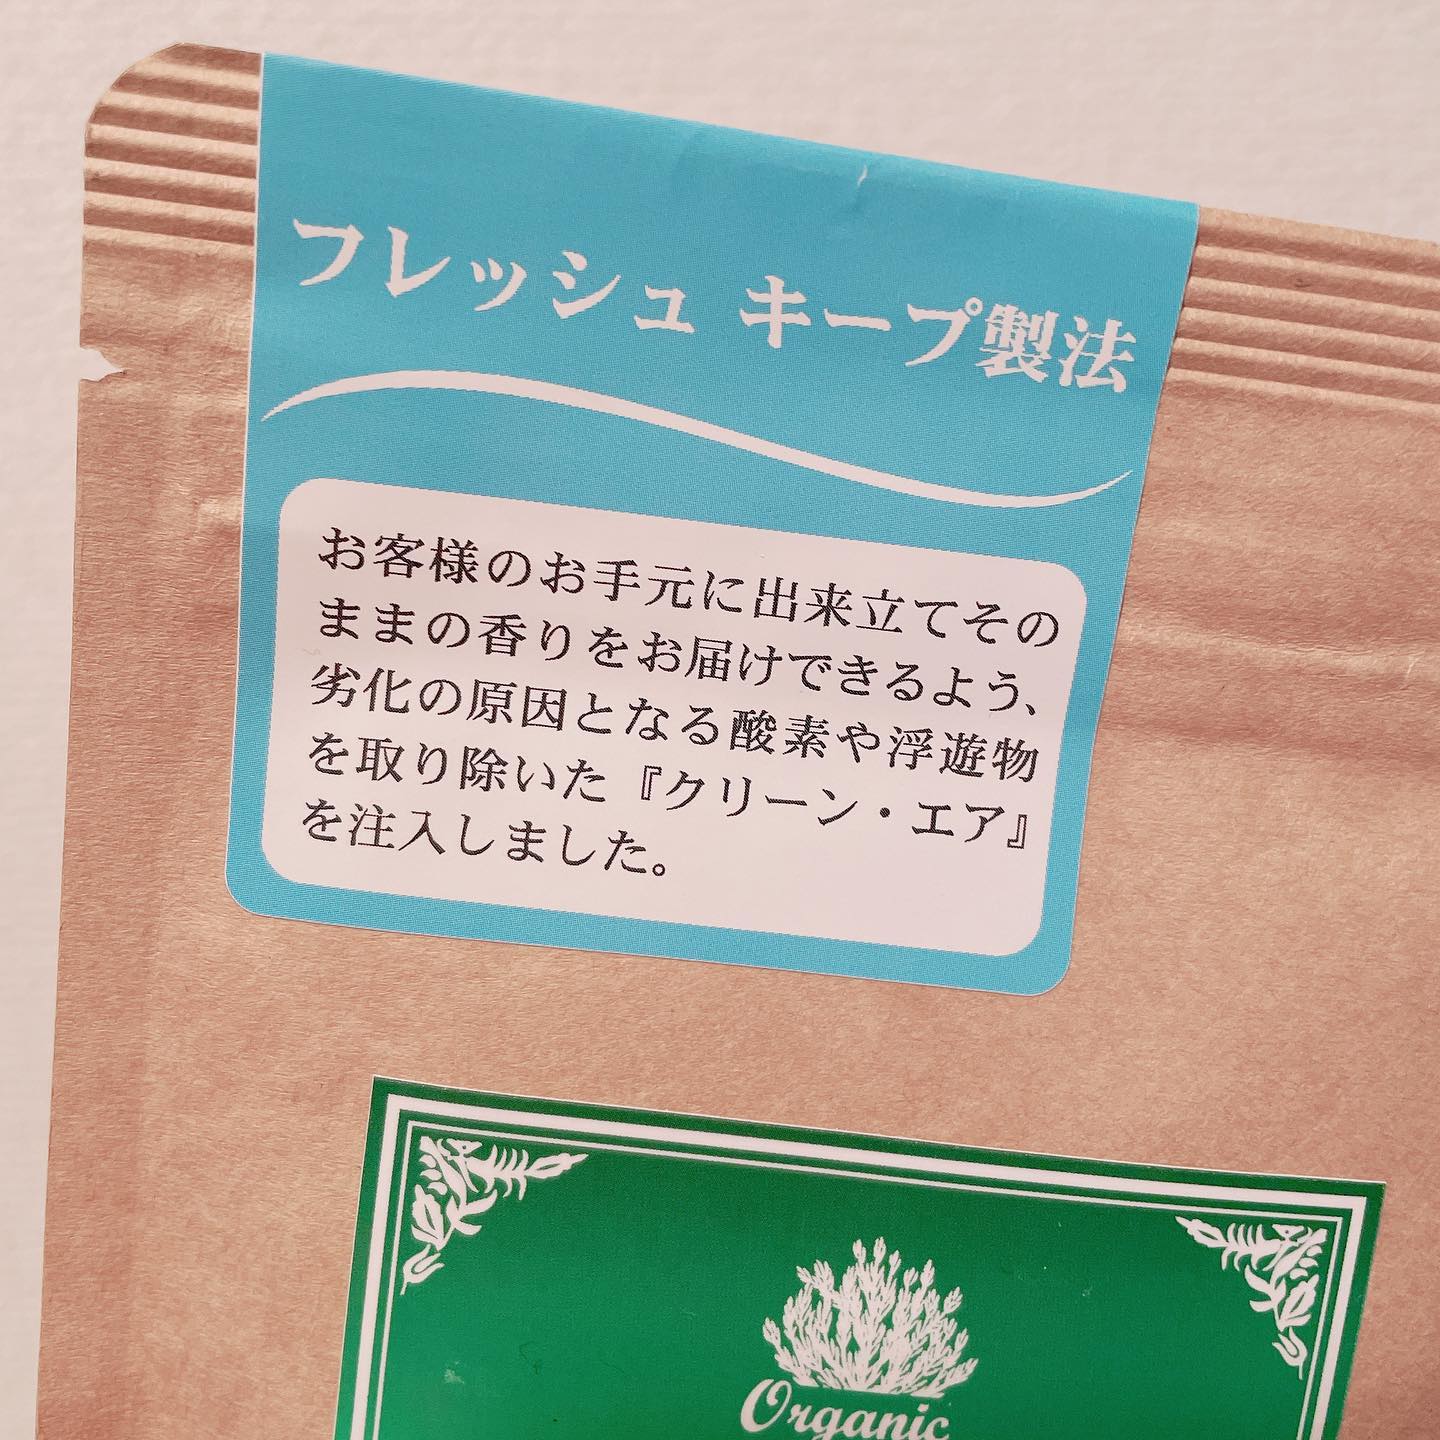 フレッシュ キープ製法
お客様のお手元に出来立てその
ままの香りをお届けできるよう、
劣化の原因となる酸素や浮遊物
を取り除いた『クリーン・エア』
を注入しました。
Organic